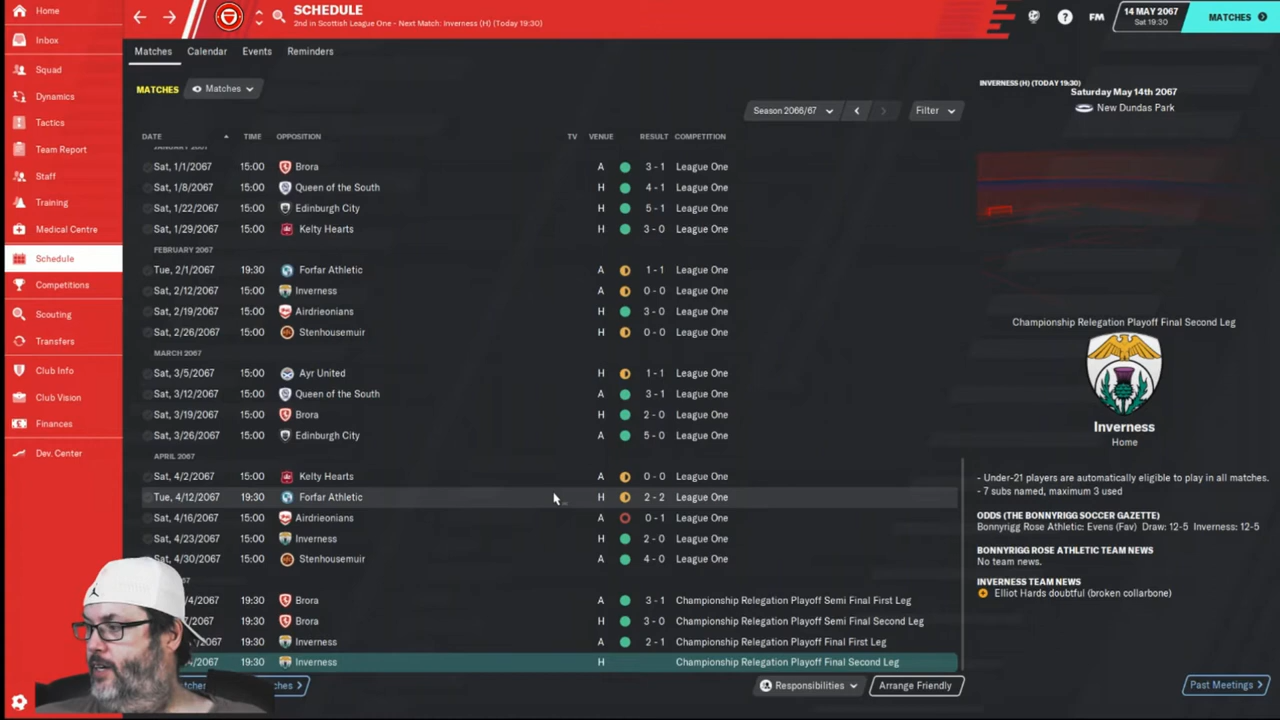 Home
SCHEDULE
2nd in Scottish League One - Next Match: Inverness (H) (Today 19:30)
FM
14 MAY 2067
Sat 19:30
MATCHES
Inbox
Squad
Dynamics
Tactics
Team Report
Staff
Training
Medical Centre
Schedule
Competitions
Scouting
Transfers
Club Info
Club Vision
Finances
Dev. Center
Matches Calendar Events Reminders
MATCHES Matches
Season 2066/67 Filter
DATE TIME OPPOSITION TV VENUE RESULT COMPETITION
Sat, 1/1/2067 15:00 Brora A 3 - 1 League One
Sat, 1/8/2067 15:00 Queen of the South H 4 - 1 League One
Sat, 1/22/2067 15:00 Edinburgh City H 5 - 1 League One
Sat, 1/29/2067 15:00 Kelty Hearts H 3 - 0 League One
FEBRUARY 2067
Tue, 2/1/2067 19:30 Forfar Athletic A 1 - 1 League One
Sat, 2/12/2067 15:00 Inverness A 0 - 0 League One
Sat, 2/19/2067 15:00 Airdrieonians H 3 - 0 League One
Sat, 2/26/2067 15:00 Stenhousemuir H 0 - 0 League One
MARCH 2067
Sat, 3/5/2067 15:00 Ayr United H 1 - 1 League One
Sat, 3/12/2067 15:00 Queen of the South A 3 - 1 League One
Sat, 3/19/2067 15:00 Brora H 2 - 0 League One
Sat, 3/26/2067 15:00 Edinburgh City A 5 - 0 League One
APRIL 2067
Sat, 4/2/2067 15:00 Kelty Hearts A 0 - 0 League One
Tue, 4/12/2067 19:30 Forfar Athletic H 2 - 2 League One
Sat, 4/16/2067 15:00 Airdrieonians A 0 - 1 League One
Sat, 4/23/2067 15:00 Inverness H 2 - 0 League One
Sat, 4/30/2067 15:00 Stenhousemuir A 4 - 0 League One
/4/2067 19:30 Brora A 3 - 1 Championship Relegation Playoff Semi Final First Leg
/2067 19:30 Brora H 3 - 0 Championship Relegation Playoff Semi Final Second Leg
/2067 19:30 Inverness A 2 - 1 Championship Relegation Playoff Final First Leg
/2067 19:30 Inverness H Championship Relegation Playoff Final Second Leg
Responsibilities Arrange Friendly
INVERNESS (H) (TODAY 19:30)
Saturday May 14th 2067
New Dundas Park
Championship Relegation Playoff Final Second Leg
Inverness
Home
- Under-21 players are automatically eligible to play in all matches.
- 7 subs named, maximum 3 used
ODDS (THE BONNYRIGG SOCCER GAZETTE)
Bonnyrigg Rose Athletic: Evens (Fav) Draw: 12-5 Inverness: 12-5
BONNYRIGG ROSE ATHLETIC TEAM NEWS
No team news.
INVERNESS TEAM NEWS
Elliot Hards doubtful (broken collarbone)
Past Meetings